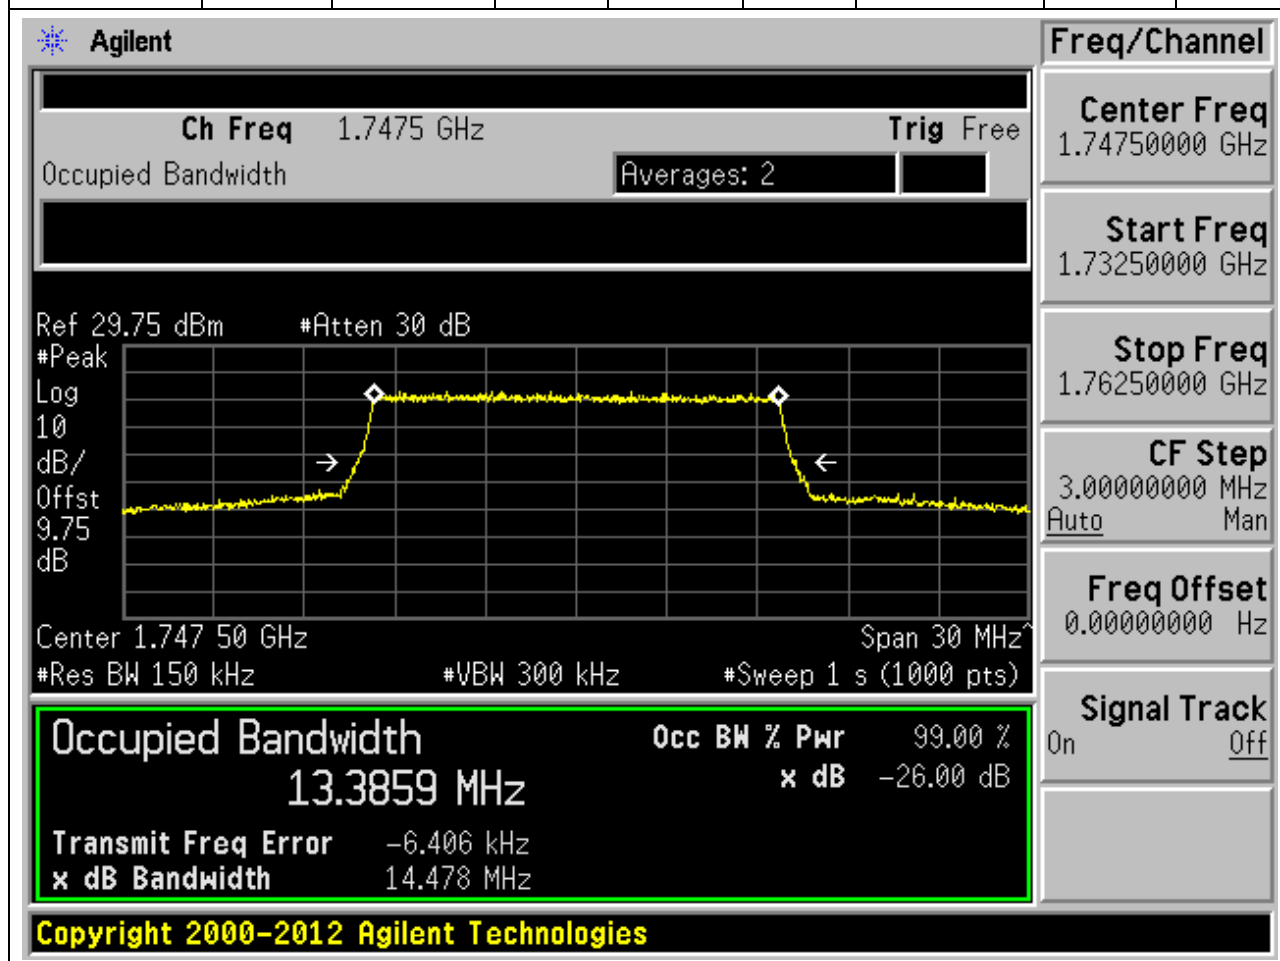 Agilent
Freq/Channel
Ch Freq 1.7475 GHz Trig Free
Occupied Bandwidth Averages: 2
Center Freq
1.74750000 GHz
Start Freq
1.73250000 GHz
Stop Freq
1.76250000 GHz
CF Step
3.00000000 MHz
Auto Man
Freq Offset
0.00000000 Hz
Signal Track
On Off
Ref 29.75 dBm #Atten 30 dB
#Peak
Log
10
dB/
Offst
9.75
dB
Center 1.747 50 GHz Span 30 MHz^
#Res BW 150 kHz #VBW 300 kHz #Sweep 1 s (1000 pts)
Occupied Bandwidth Occ BW % Pwr 99.00 %
13.3859 MHz x dB -26.00 dB
Transmit Freq Error -6.406 kHz
x dB Bandwidth 14.478 MHz
Copyright 2000-2012 Agilent Technologies